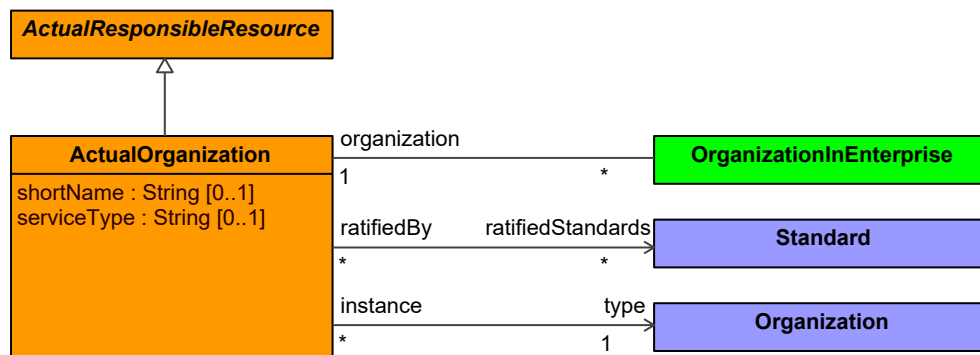 ActualResponsibleResource
ActualOrganization
shortName : String [0..1]
serviceType : String [0..1]
organization
1
*
OrganizationInEnterprise
ratifiedBy
ratifiedStandards
*
*
Standard
instance
type
*
1
Organization